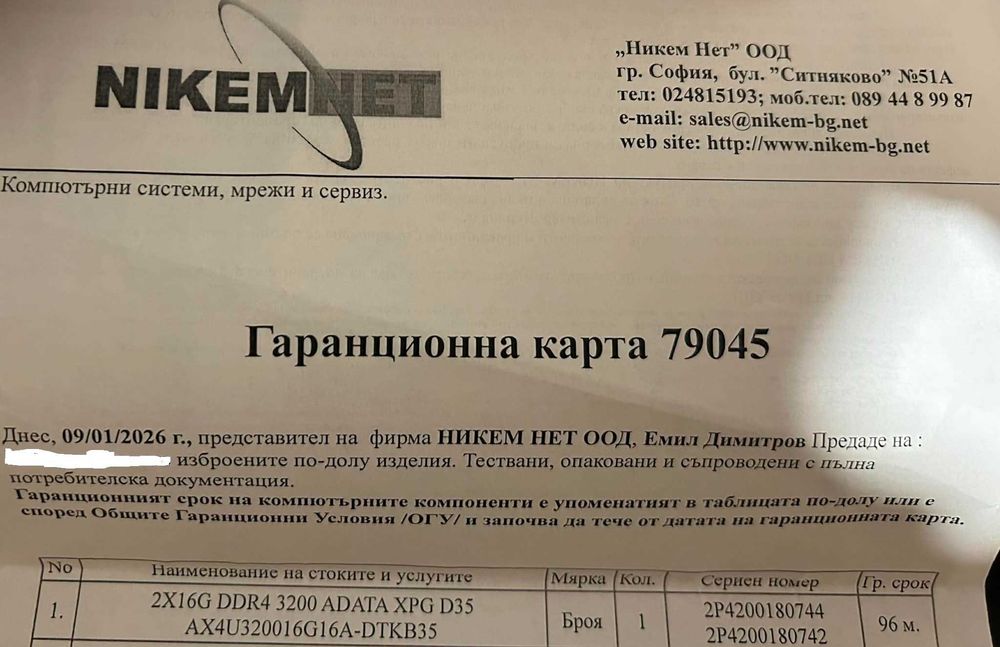 NIKEMNET
„Никем Нет” ООД
гр. София, бул. ”Ситняково” №51А
тел: 024815193; моб.тел: 089 44 8 99 87
e-mail: sales@nikem-bg.net
web site: http://www.nikem-bg.net
Компютърни системи, мрежи и сервиз.
Гаранционна карта 79045
Днес, 09/01/2026 г., представител на фирма НИКЕМ НЕТ ООД, Емил Димитров Предаде на :
изброените по-долу изделия. Тествани, опаковани и съпроводени с пълна
потребителска документация.
Гаранционният срок на компютърните компоненти е упоменатият в таблицата по-долу или е
според Общите Гаранционни Условия /ОГУ/ и започва да тече от датата на гаранционната карта.
No Наименование на стоките и услугите Мярка Кол. Сериен номер Гр. срок
1. 2X16G DDR4 3200 ADATA XPG D35 Броя 1 2P4200180744 96 м.
AX4U320016G16A-DTKB35 2P4200180742